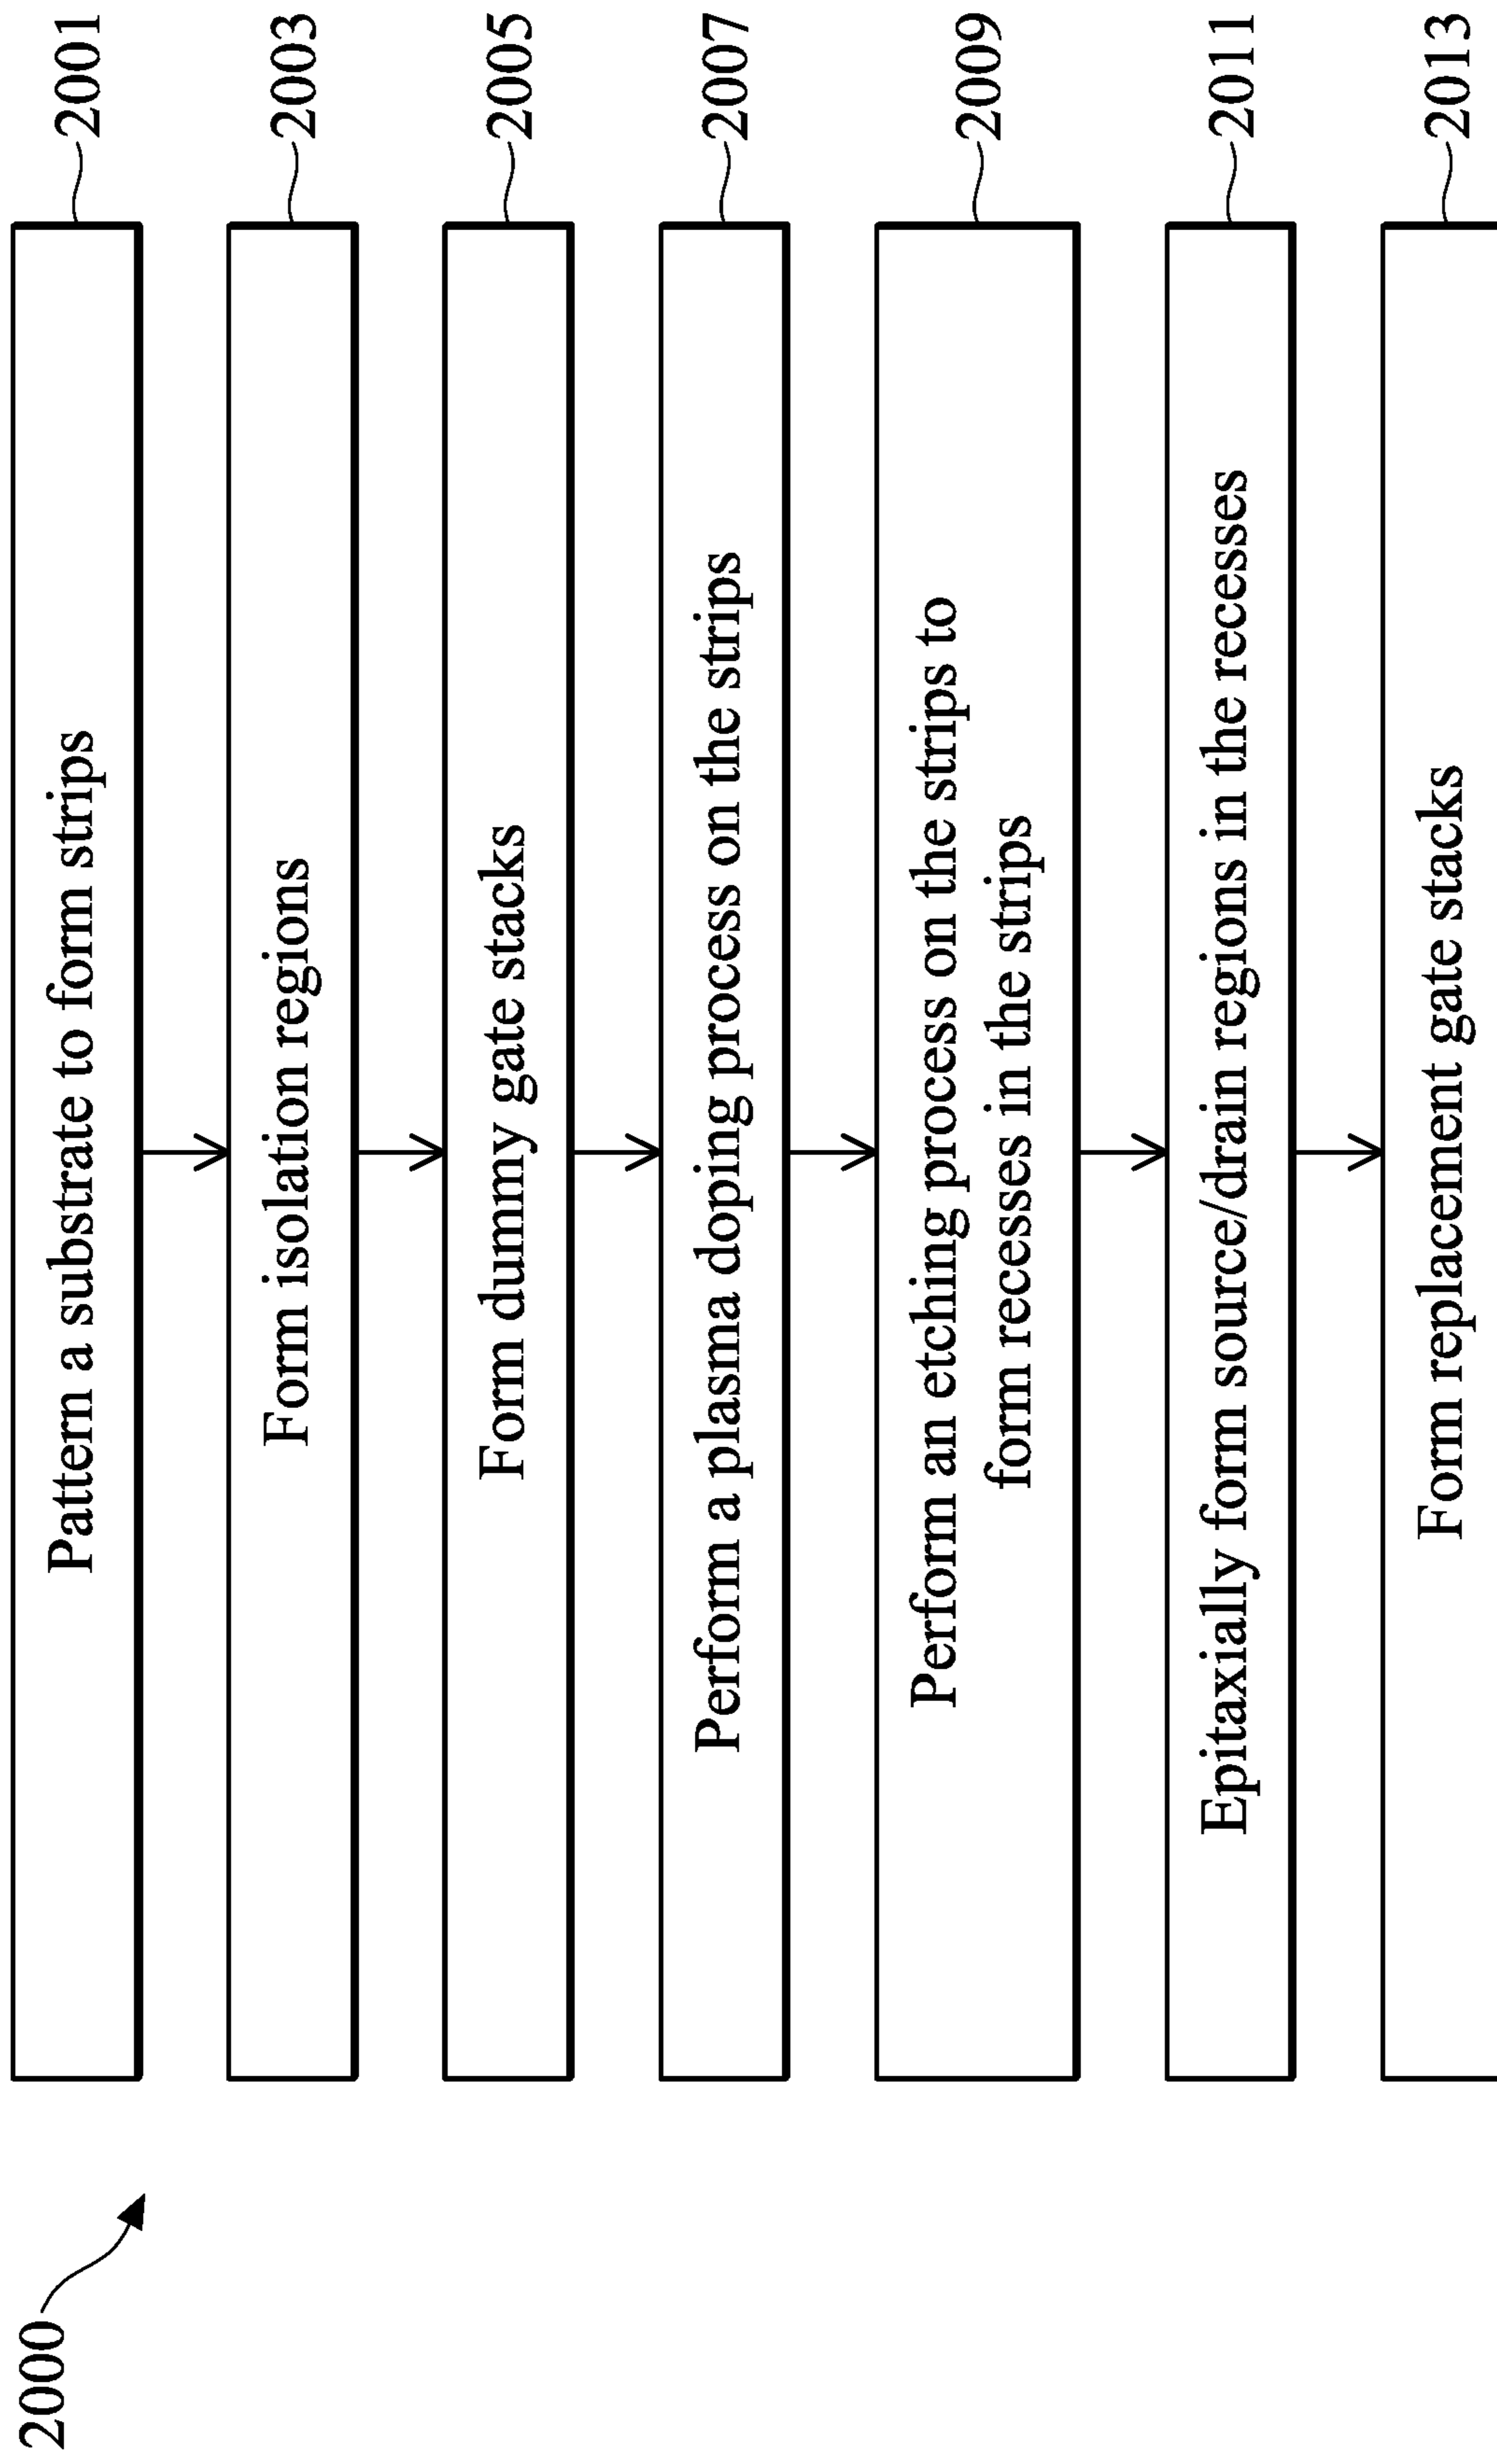 2000
Pattern a substrate to form strips
2001
Form isolation regions
2003
Form dummy gate stacks
2005
Perform a plasma doping process on the strips
2007
Perform an etching process on the strips to
form recesses in the strips
2009
Epitaxially form source/drain regions in the recesses
2011
Form replacement gate stacks
2013